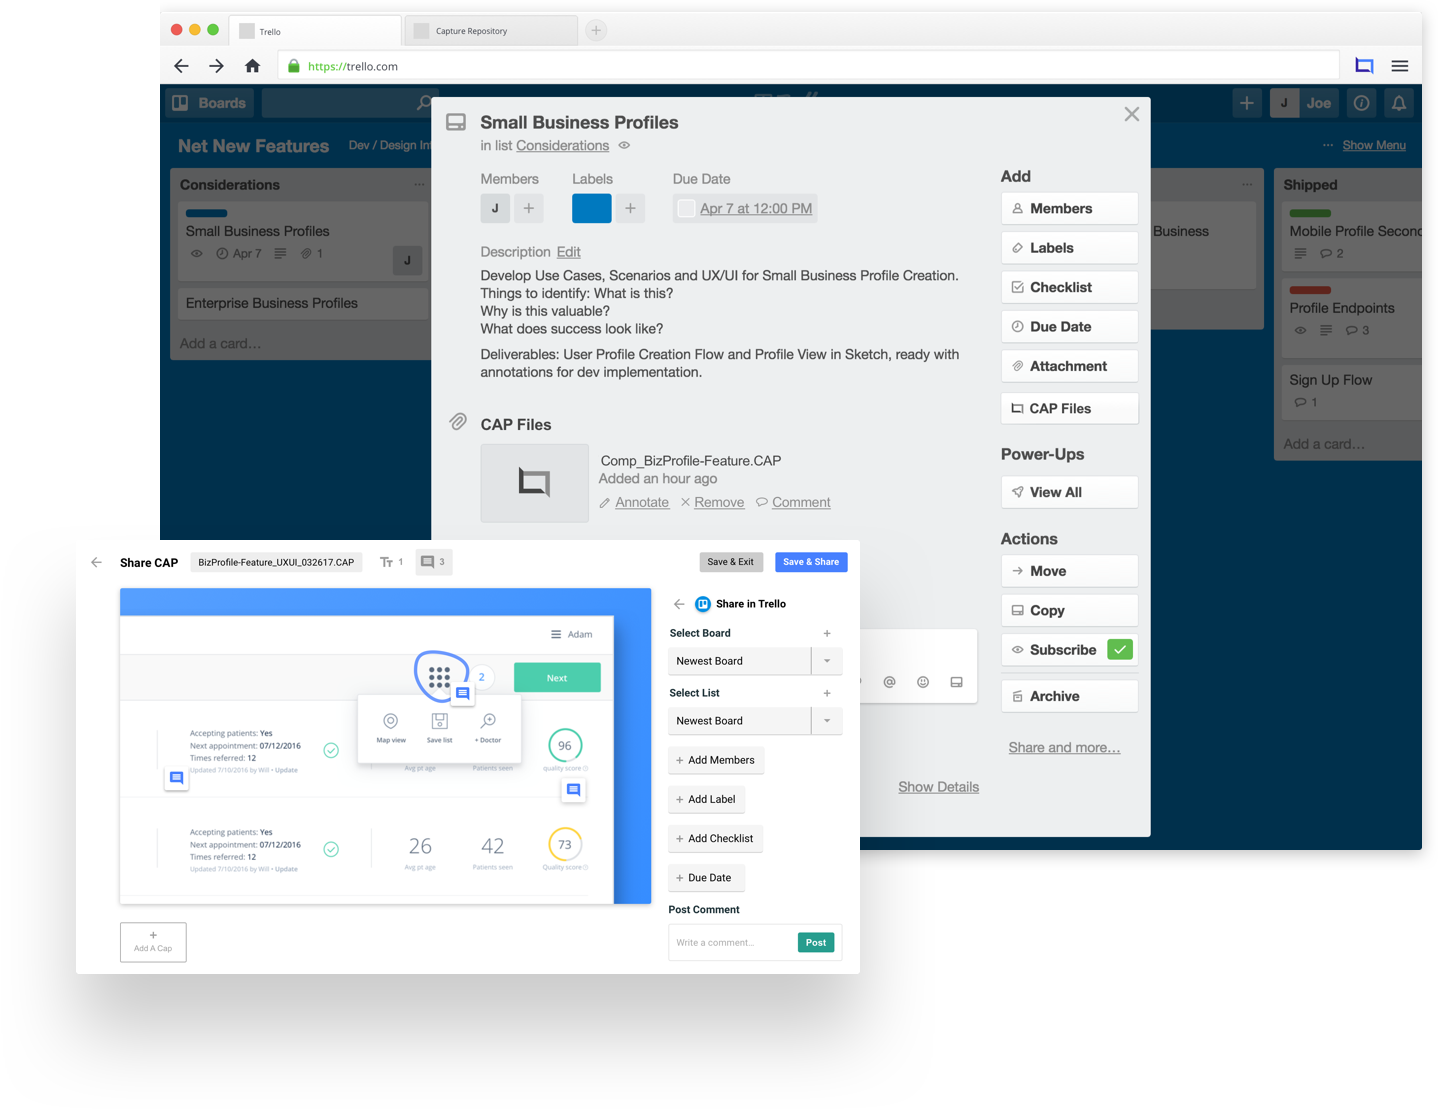 Trello
Capture Repository
https://trello.com
Boards
J
Joe
Net New Features
Dev / Design In
Show Menu
Considerations
Small Business Profiles
Apr 7
1
J
Enterprise Business Profiles
Add a card…
Small Business Profiles
in list Considerations
Members
Labels
Due Date
J
Apr 7 at 12:00 PM
Description Edit
Develop Use Cases, Scenarios and UX/UI for Small Business Profile Creation.
Things to identify: What is this?
Why is this valuable?
What does success look like?
Deliverables: User Profile Creation Flow and Profile View in Sketch, ready with
annotations for dev implementation.
CAP Files
Comp_BizProfile-Feature.CAP
Added an hour ago
Annotate
Remove
Comment
Show Details
Add
Members
Labels
Checklist
Due Date
Attachment
CAP Files
Power-Ups
View All
Actions
Move
Copy
Subscribe
Archive
Share and more…
Business
Shipped
Mobile Profile Secon
2
Profile Endpoints
3
Sign Up Flow
1
Add a card…
Share CAP
BizProfile-Feature_UXUI_032617.CAP
Tт 1
3
Save & Exit
Save & Share
Adam
2
Next
Map view
Save list
+ Doctor
Accepting patients: Yes
Next appointment: 07/12/2016
Times referred: 12
Updated 7/10/2016 by Will • Update
Avg pt age
Patients seen
96
quality score
Accepting patients: Yes
Next appointment: 07/12/2016
Times referred: 12
Updated 7/10/2016 by Will • Update
26
Avg pt age
42
Patients seen
73
Quality score
+
Add A Cap
Share in Trello
Select Board +
Newest Board
Select List +
Newest Board
+ Add Members
+ Add Label
+ Add Checklist
+ Due Date
Post Comment
Write a comment...
Post